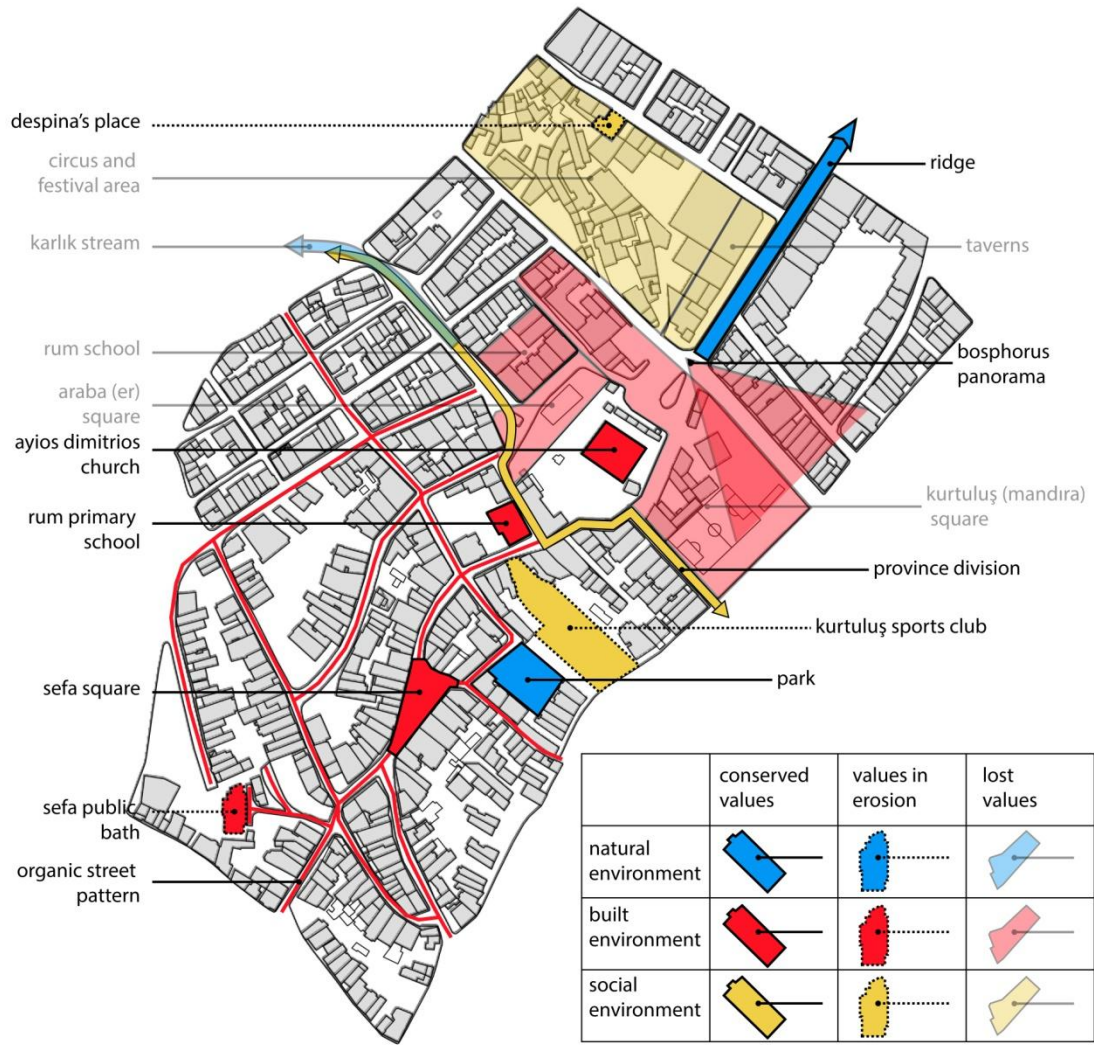 despina's place
circus and
festival area
karlık stream
rum school
araba (er)
square
ayios dimitrios
church
rum primary
school
sefa square
sefa public
bath
organic street
pattern
ridge
taverns
bosphorus
panorama
kurtuluş (mandıra)
square
province division
kurtuluş sports club
park
conserved
values
values in
erosion
lost
values
natural
environment
built
environment
social
environment